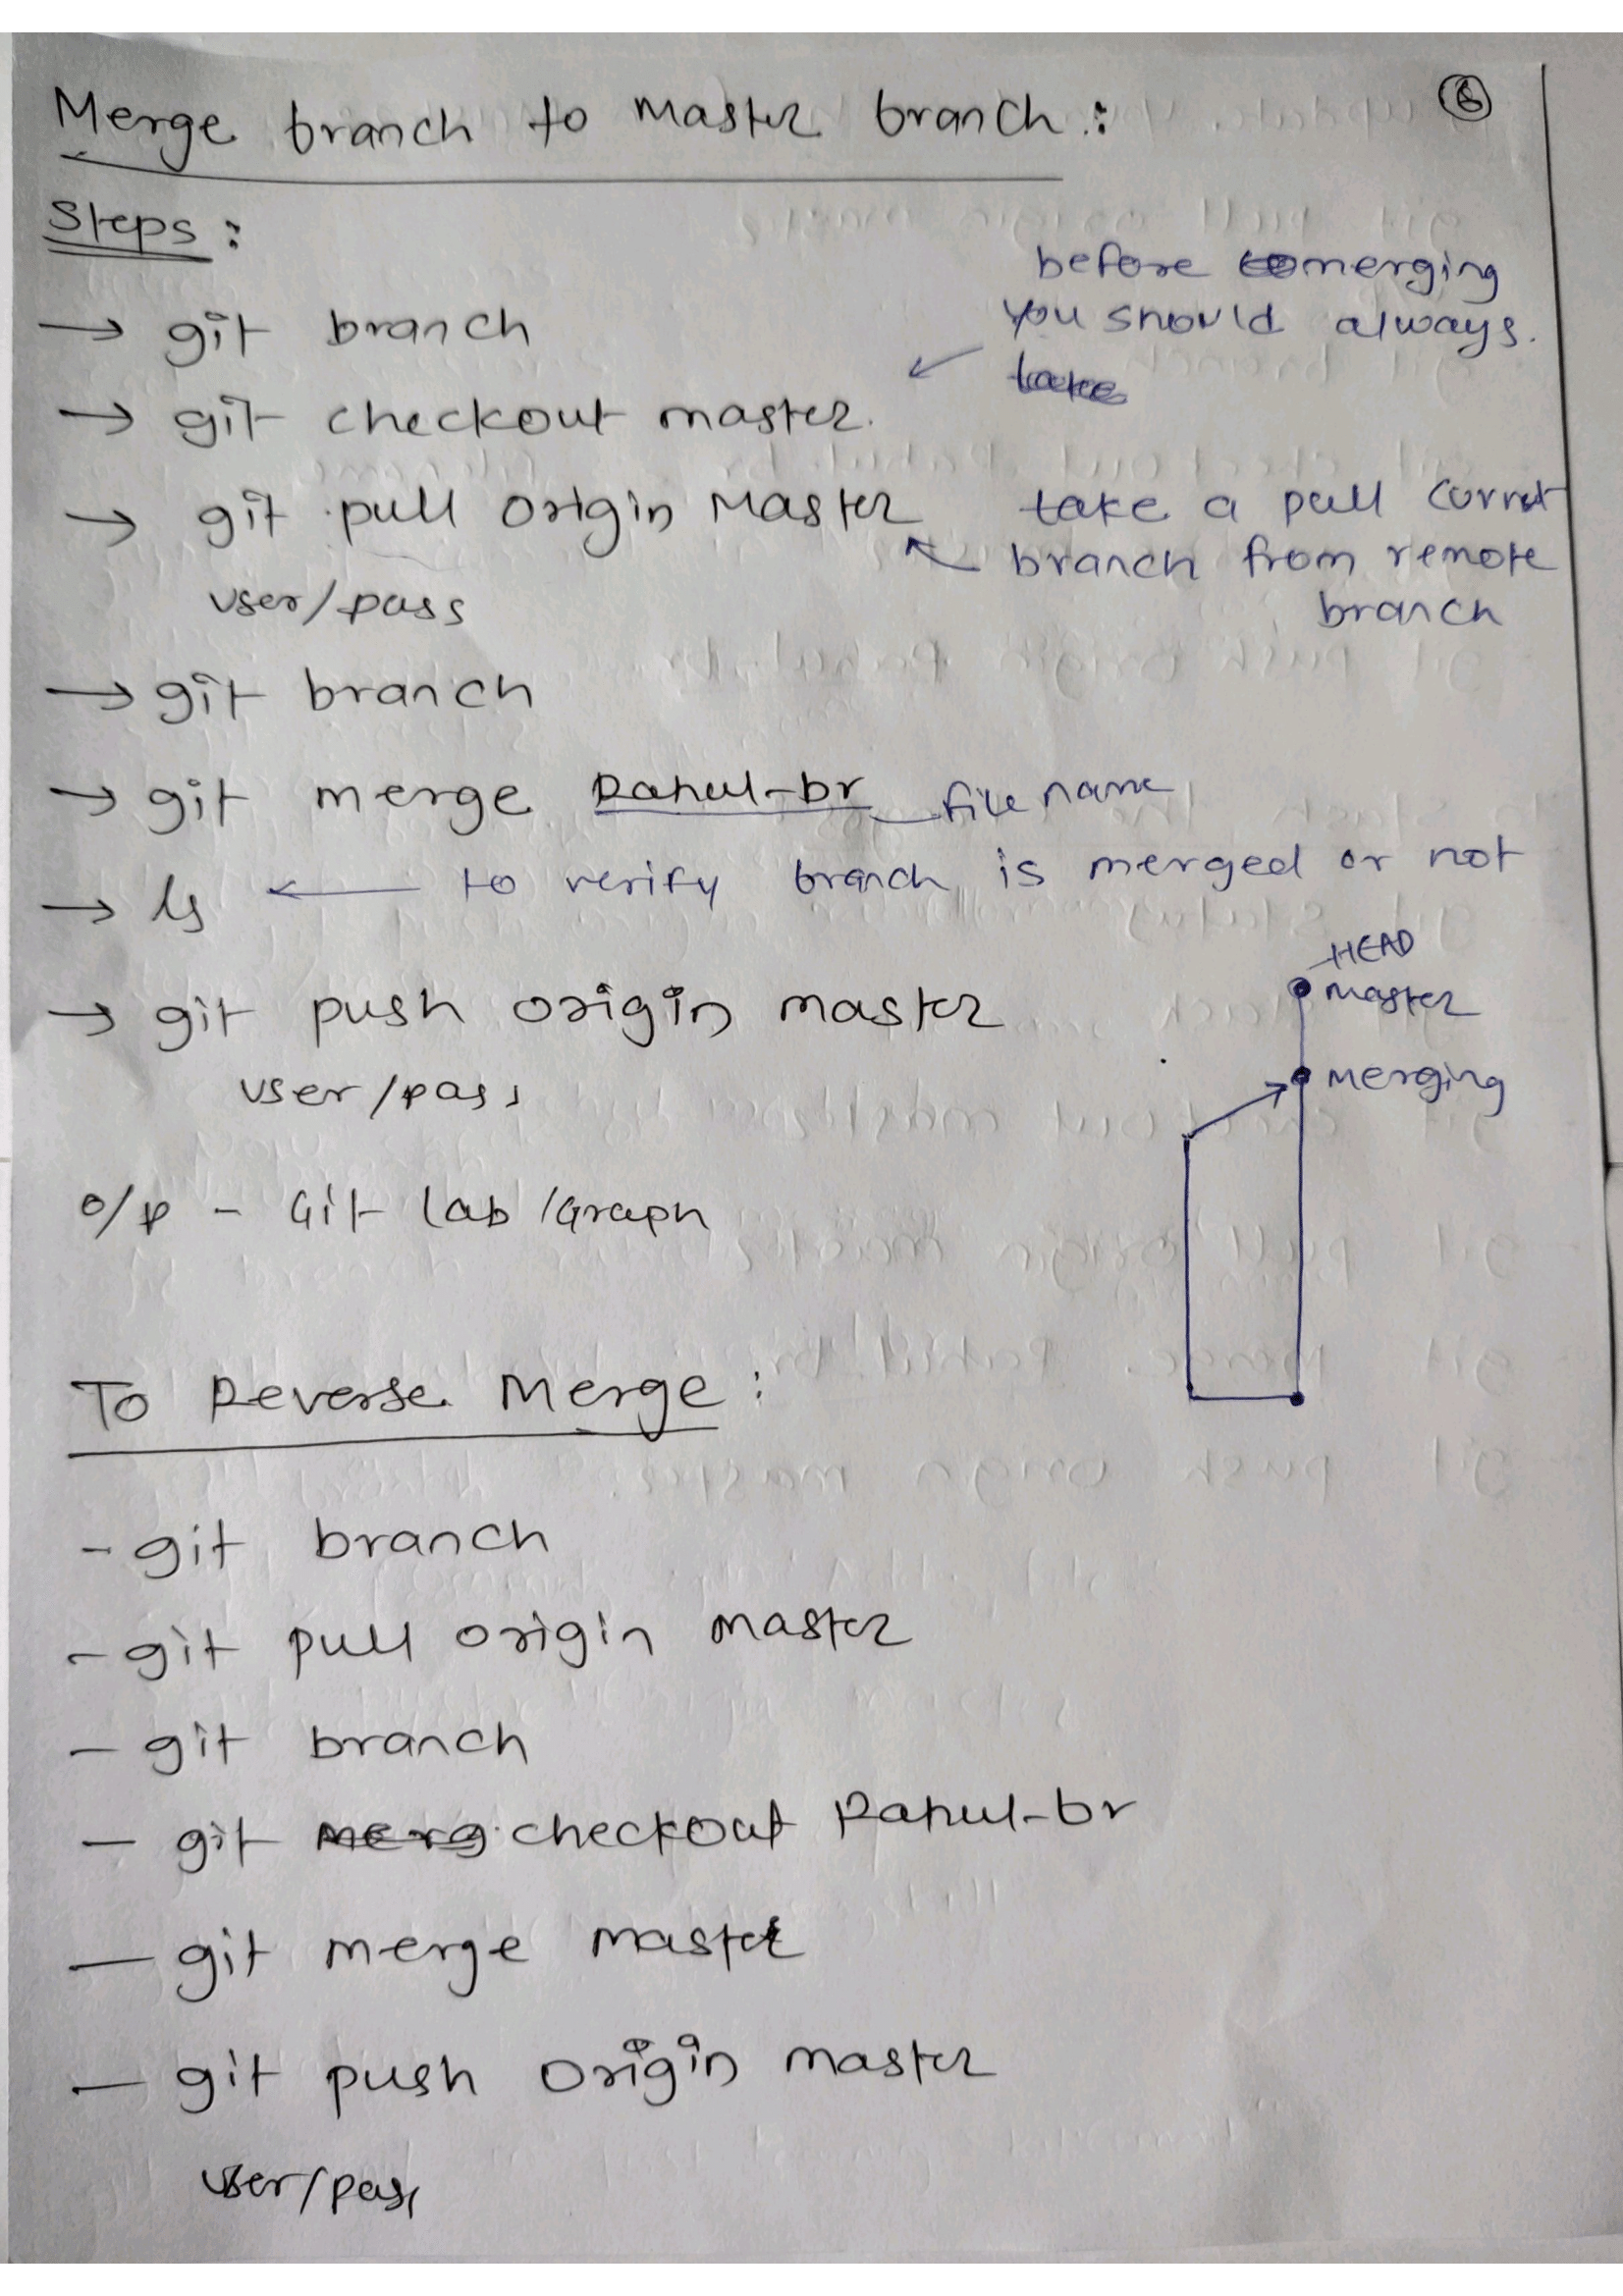 Merge branch to Master branch :
⑥
Steps :
→ git branch
before merging
you should always.
→ git checkout master.
→ git pull origin Master
take a pull
branch from remote
branch
user/pass
→ git branch
→ git merge Rahul-br file name
→ ls ← to verify branch is merged or not
HEAD
Master
→ git push origin master
Merging
user/pass
o/p - Git lab /Graph
To Reverse Merge :
- git branch
- git pull origin master
- git branch
- git merg checkout Rahul-br
- git merge master
- git push origin master
user/pass